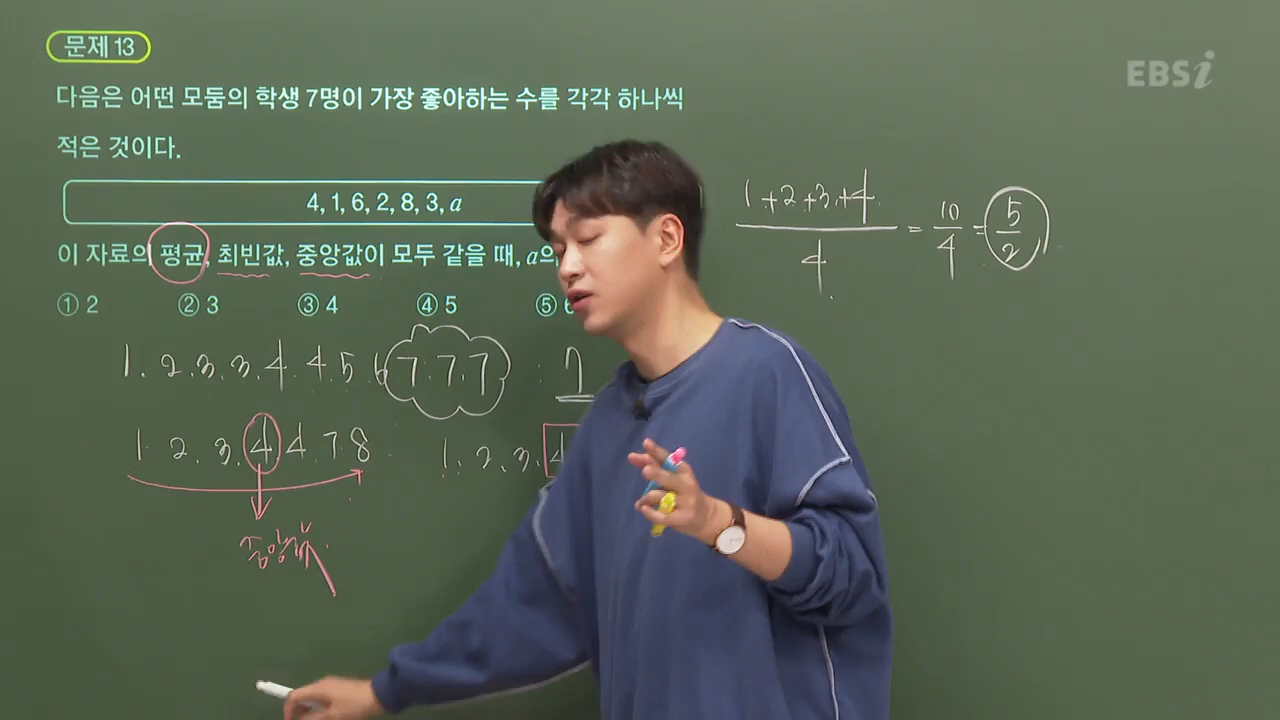 문제 13
EBSi
다음은 어떤 모둠의 학생 7명이 가장 좋아하는 수를 각각 하나씩
적은 것이다.
4, 1, 6, 2, 8, 3, a
이 자료의 평균, 최빈값, 중앙값이 모두 같을 때, a의
① 2 ② 3 ③ 4 ④ 5 ⑤ 6
1+2+3+4
4
= 10/4 = 5/2
1. 2. 3. 3. 4. 4. 5 6 7. 7. 7 : 7
1. 2. 3. 4 4. 7. 8
1. 2. 3. 4
중앙값